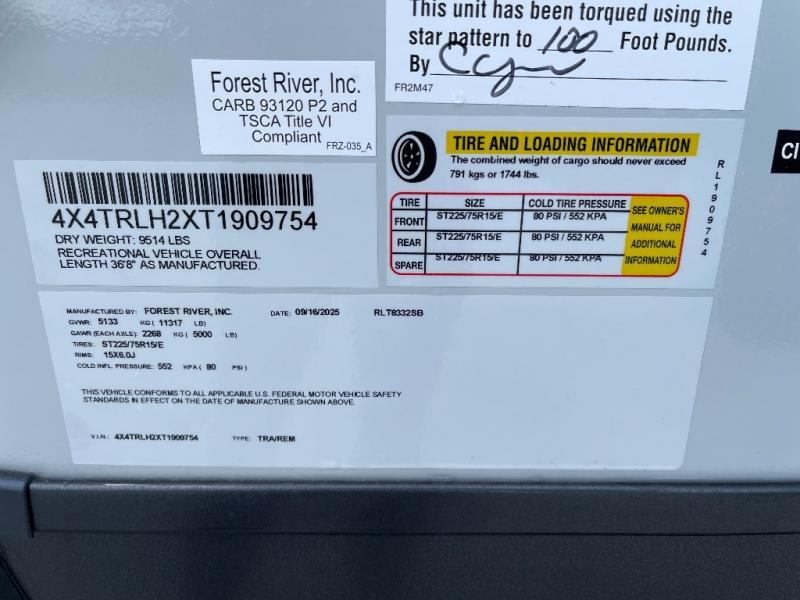 This unit has been torqued using the
star pattern to 100 Foot Pounds.
By
FR2M47
Forest River, Inc.
CARB 93120 P2 and
TSCA Title VI
Compliant
FRZ-035_A
TIRE AND LOADING INFORMATION
The combined weight of cargo should never exceed
791 kgs or 1744 lbs.
TIRE SIZE COLD TIRE PRESSURE
FRONT ST225/75R15/E 80 PSI / 552 KPA
REAR ST225/75R15/E 80 PSI / 552 KPA
SPARE ST225/75R15/E 80 PSI / 552 KPA
SEE OWNER'S
MANUAL FOR
ADDITIONAL
INFORMATION
RL1909754
CI
4X4TRLH2XT1909754
DRY WEIGHT: 9514 LBS
RECREATIONAL VEHICLE OVERALL
LENGTH 36'8" AS MANUFACTURED.
MANUFACTURED BY: FOREST RIVER, INC. DATE: 09/16/2025 RLT8332SB
GVWR: 5133 KG ( 11317 LB)
GAWR (EACH AXLE): 2268 KG ( 5000 LB)
TIRES: ST225/75R15/E
RIMS: 15X6.0J
COLD INFL. PRESSURE: 552 KPA ( 80 PSI )
THIS VEHICLE CONFORMS TO ALL APPLICABLE U.S. FEDERAL MOTOR VEHICLE SAFETY
STANDARDS IN EFFECT ON THE DATE OF MANUFACTURE SHOWN ABOVE.
V.I.N.: 4X4TRLH2XT1909754 TYPE: TRA/REM